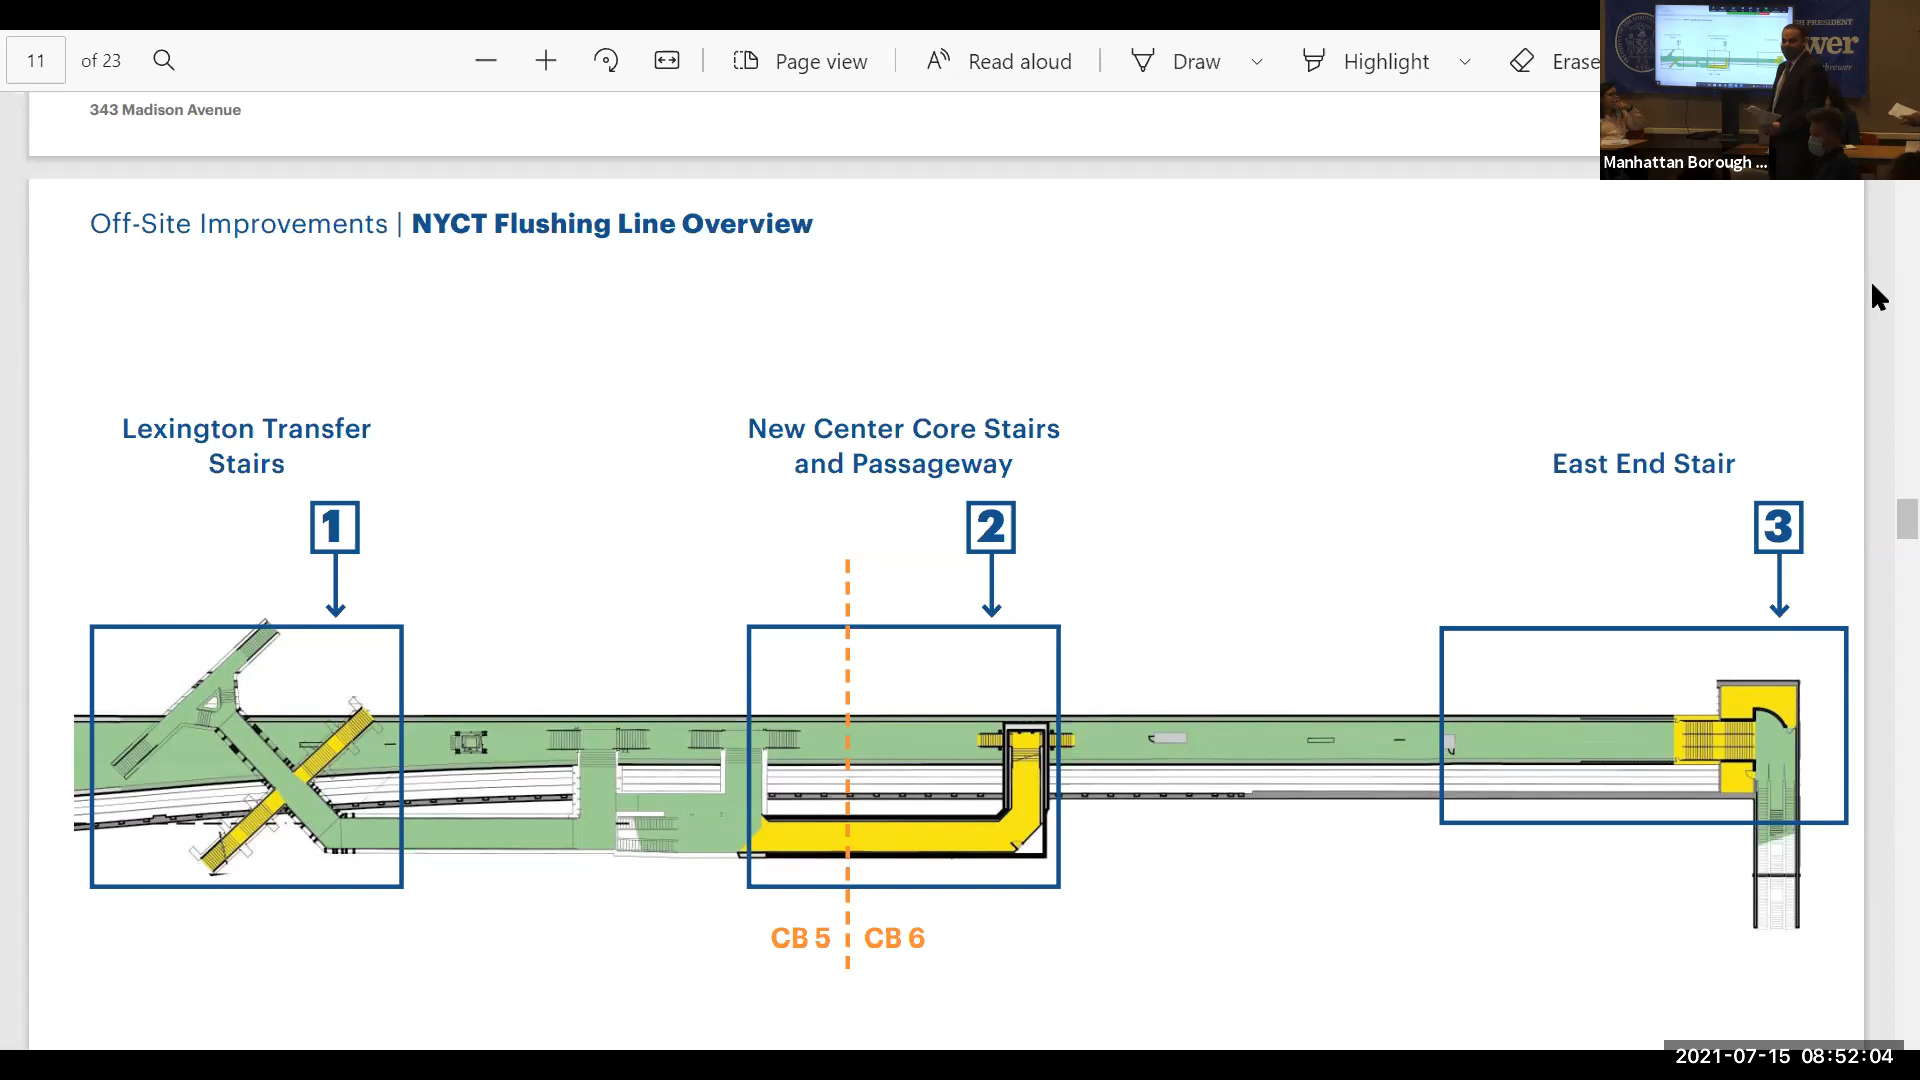 11 of 23 Page view Read aloud Draw Highlight Erase
343 Madison Avenue
Manhattan Borough ...
Off-Site Improvements | NYCT Flushing Line Overview
Lexington Transfer
Stairs
New Center Core Stairs
and Passageway
East End Stair
1
2
3
CB 5
CB 6
2021-07-15 08:52:04